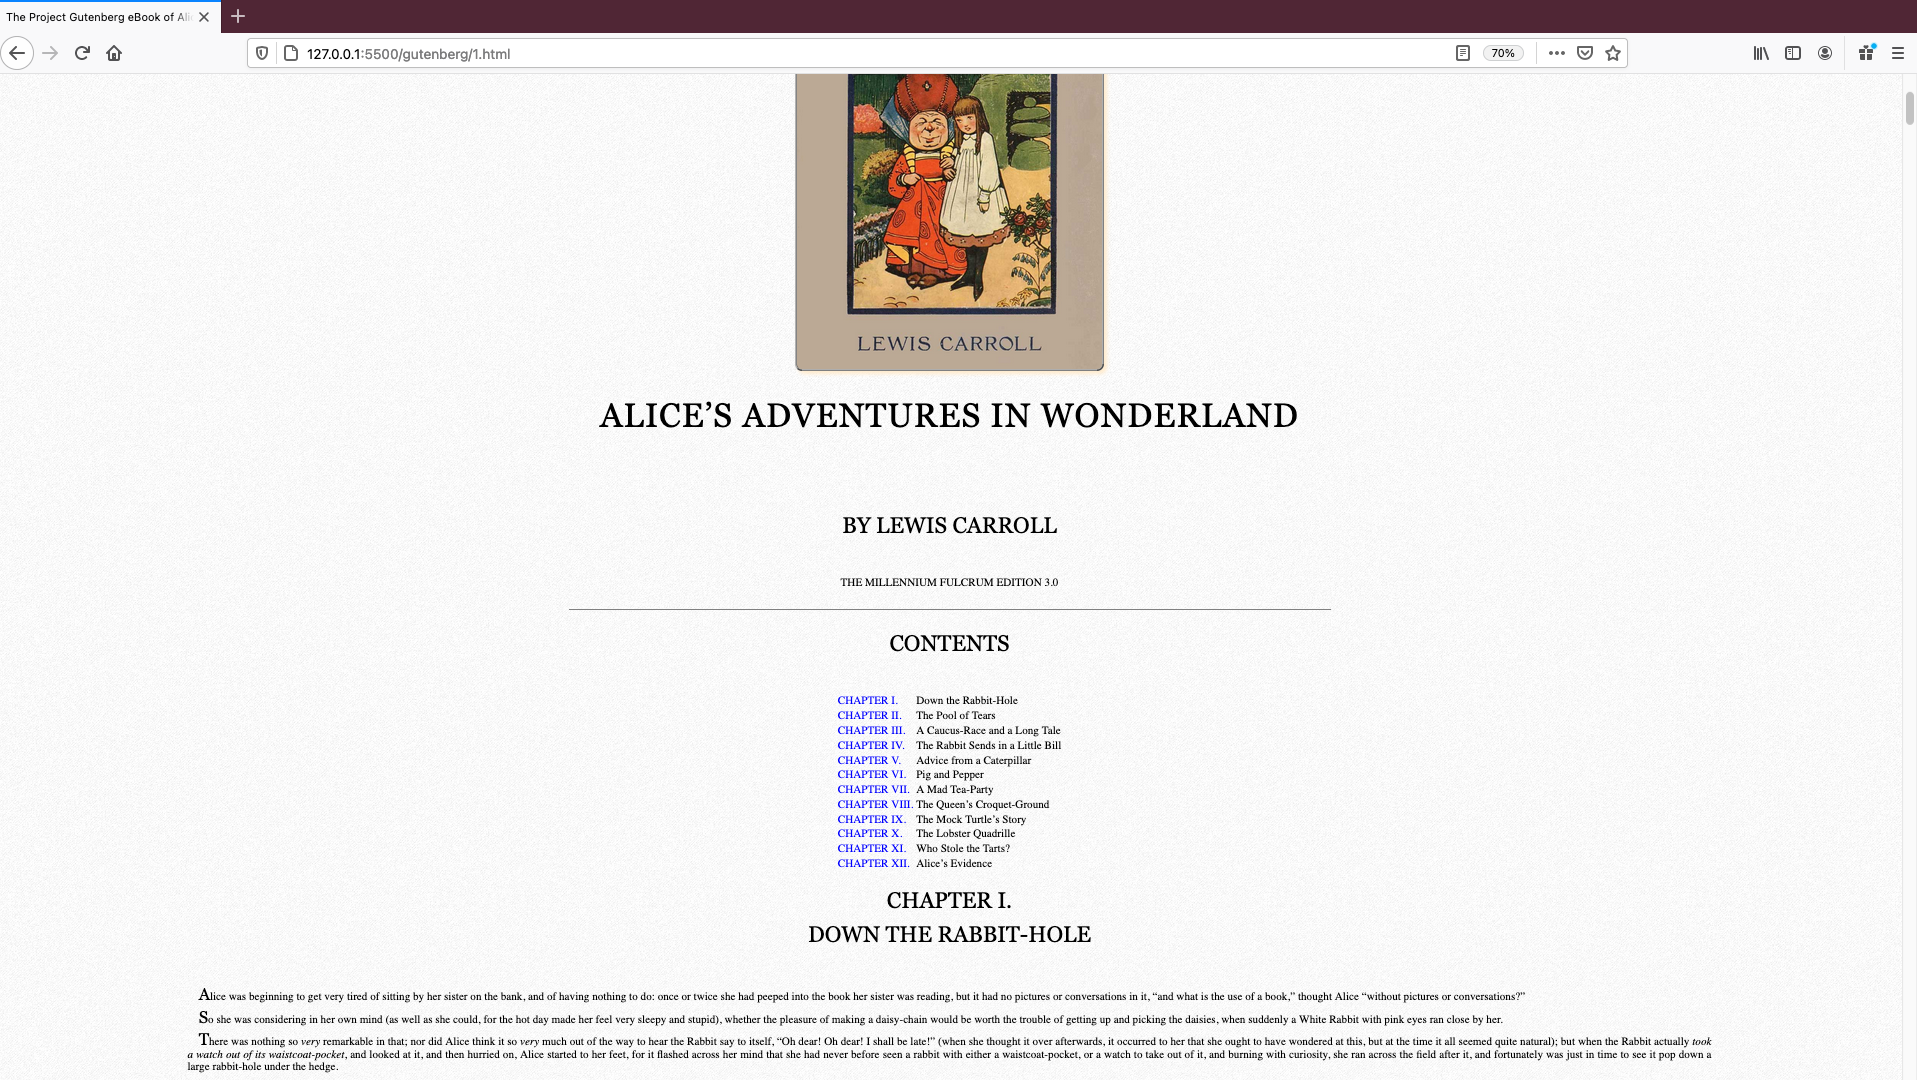 The Project Gutenberg eBook of Ali
127.0.0.1:5500/gutenberg/1.html
70%
LEWIS CARROLL
ALICE’S ADVENTURES IN WONDERLAND
BY LEWIS CARROLL
THE MILLENNIUM FULCRUM EDITION 3.0
CONTENTS
CHAPTER I. Down the Rabbit-Hole
CHAPTER II. The Pool of Tears
CHAPTER III. A Caucus-Race and a Long Tale
CHAPTER IV. The Rabbit Sends in a Little Bill
CHAPTER V. Advice from a Caterpillar
CHAPTER VI. Pig and Pepper
CHAPTER VII. A Mad Tea-Party
CHAPTER VIII. The Queen’s Croquet-Ground
CHAPTER IX. The Mock Turtle’s Story
CHAPTER X. The Lobster Quadrille
CHAPTER XI. Who Stole the Tarts?
CHAPTER XII. Alice’s Evidence
CHAPTER I.
DOWN THE RABBIT-HOLE
Alice was beginning to get very tired of sitting by her sister on the bank, and of having nothing to do: once or twice she had peeped into the book her sister was reading, but it had no pictures or conversations in it, “and what is the use of a book,” thought Alice “without pictures or conversations?”
So she was considering in her own mind (as well as she could, for the hot day made her feel very sleepy and stupid), whether the pleasure of making a daisy-chain would be worth the trouble of getting up and picking the daisies, when suddenly a White Rabbit with pink eyes ran close by her.
There was nothing so very remarkable in that; nor did Alice think it so very much out of the way to hear the Rabbit say to itself, “Oh dear! Oh dear! I shall be late!” (when she thought it over afterwards, it occurred to her that she ought to have wondered at this, but at the time it all seemed quite natural); but when the Rabbit actually took
a watch out of its waistcoat-pocket, and looked at it, and then hurried on, Alice started to her feet, for it flashed across her mind that she had never before seen a rabbit with either a waistcoat-pocket, or a watch to take out of it, and burning with curiosity, she ran across the field after it, and fortunately was just in time to see it pop down a
large rabbit-hole under the hedge.